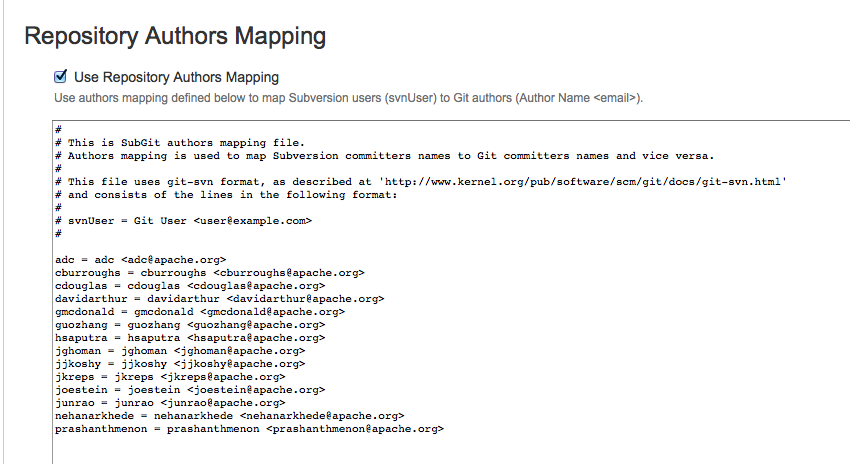 Repository Authors Mapping
Use Repository Authors Mapping
Use authors mapping defined below to map Subversion users (svnUser) to Git authors (Author Name <email>).
#
# This is SubGit authors mapping file.
# Authors mapping is used to map Subversion committers names to Git committers names and vice versa.
#
# This file uses git-svn format, as described at 'http://www.kernel.org/pub/software/scm/git/docs/git-svn.html'
# and consists of the lines in the following format:
#
# svnUser = Git User <user@example.com>
#
adc = adc <adc@apache.org>
cburroughs = cburroughs <cburroughs@apache.org>
cdouglas = cdouglas <cdouglas@apache.org>
davidarthur = davidarthur <davidarthur@apache.org>
gmcdonald = gmcdonald <gmcdonald@apache.org>
guozhang = guozhang <guozhang@apache.org>
hsaputra = hsaputra <hsaputra@apache.org>
jghoman = jghoman <jghoman@apache.org>
jjkoshy = jjkoshy <jjkoshy@apache.org>
jkreps = jkreps <jkreps@apache.org>
joestein = joestein <joestein@apache.org>
junrao = junrao <junrao@apache.org>
nehanarkhede = nehanarkhede <nehanarkhede@apache.org>
prashanthmenon = prashanthmenon <prashanthmenon@apache.org>